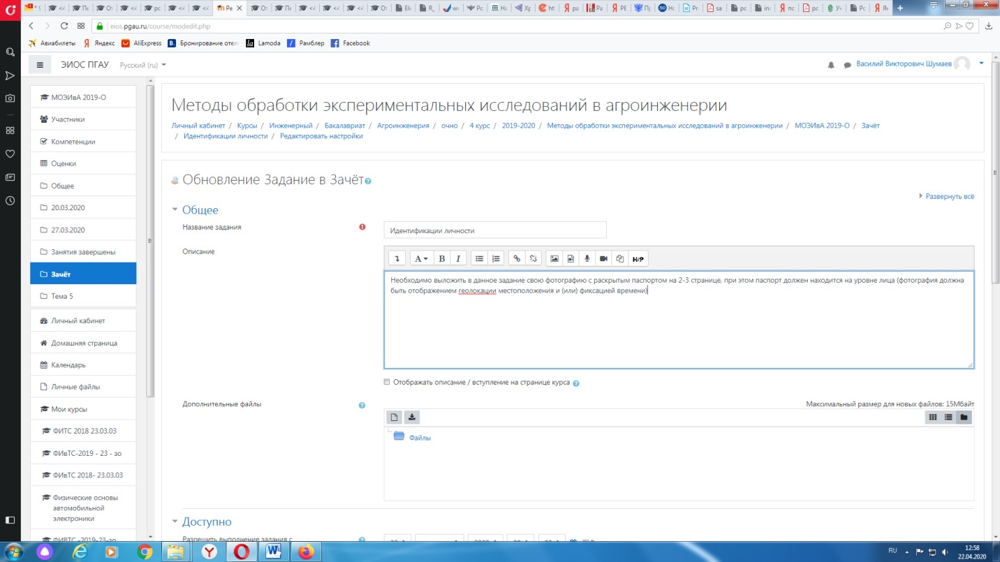 eios.pgau.ru/course/modedit.php
Авиабилеты Яндекс AliExpress Бронирование отел Lamoda Рамблер Facebook
ЭИОС ПГАУ Русский (ru) Василий Викторович Шумаев
МОЭИвА 2019-О
Участники
Компетенции
Оценки
Общее
20.03.2020
27.03.2020
Занятия завершены
Зачёт
Тема 5
Личный кабинет
Домашняя страница
Календарь
Личные файлы
Мои курсы
ФИТС 2018 23.03.03
ФИвТС-2019 - 23 - зо
ФИвТС 2018- 23.03.03
Физические основы
автомобильной
электроники
ФИВТС -2019-23-зо
Методы обработки экспериментальных исследований в агроинженерии
Личный кабинет / Курсы / Инженерный / Бакалавриат / Агроинженерия / очно / 4 курс / 2019-2020 / Методы обработки экспериментальных исследований в агроинженерии / МОЭИвА 2019-О / Зачёт
/ Идентификации личности / Редактировать настройки
Обновление Задание в Зачёт
Развернуть всё
Общее
Название задания
Идентификации личности
Описание
A B I H-P
Необходимо выложить в данное задание свою фотографию с раскрытым паспортом на 2-3 странице, при этом паспорт должен находится на уровне лица (фотография должна
быть отображением геолокации местоположения и (или) фиксацией времени)
Отображать описание / вступление на странице курса
Дополнительные файлы
Максимальный размер для новых файлов: 15Мбайт
Файлы
Доступно
Разрешить выполнение задания с
RU
12:58
22.04.2020